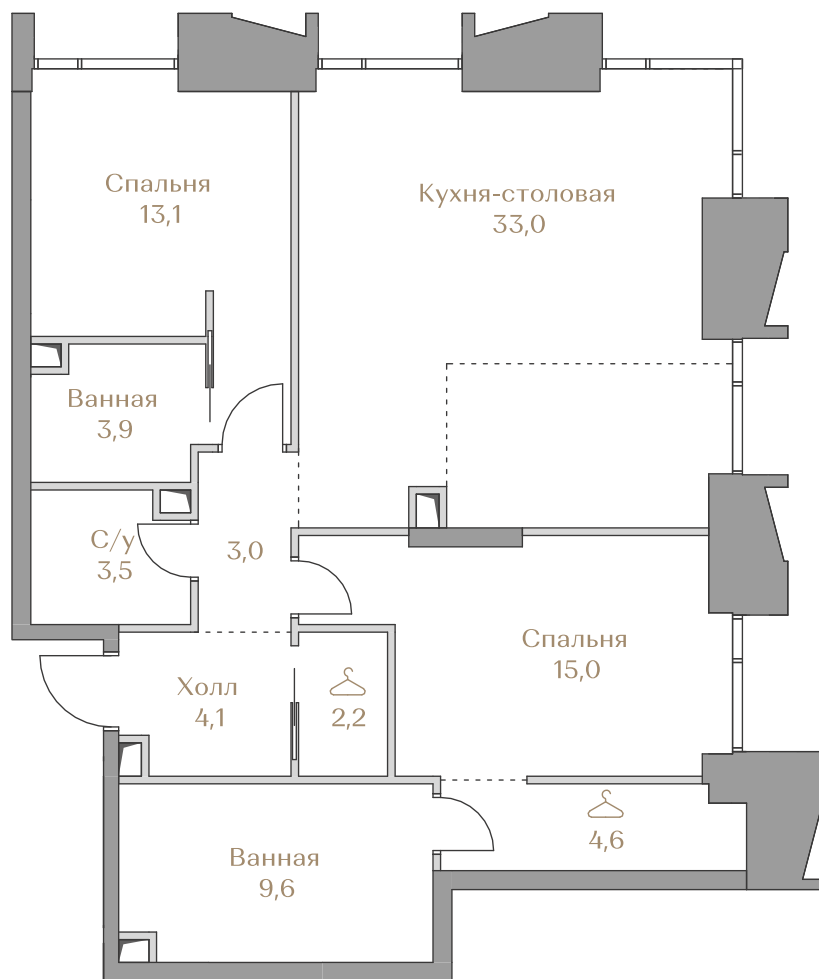 Спальня
13,1
Кухня-столовая
33,0
Ванная
3,9
С/у
3,5
3,0
Спальня
15,0
Холл
4,1
2,2
4,6
Ванная
9,6